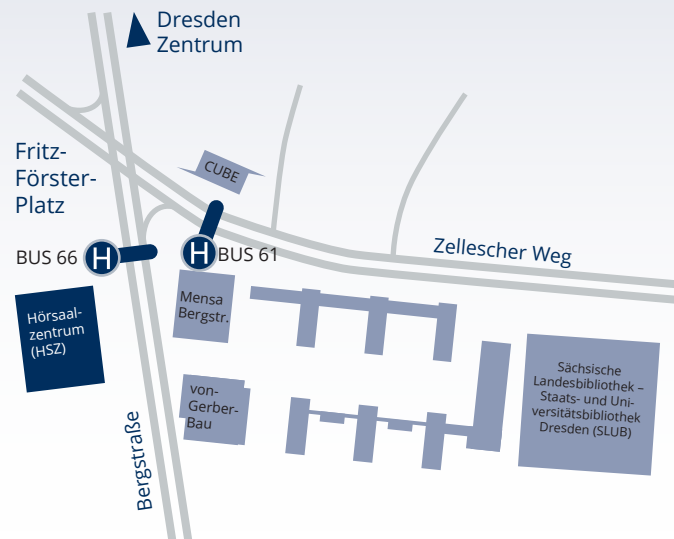 Dresden
Zentrum
Fritz-
Förster-
Platz
CUBE
BUS 66
H
H
BUS 61
Zellescher Weg
Mensa
Bergstr.
Hörsaal-
zentrum
(HSZ)
von-
Gerber-
Bau
Sächsische
Landesbibliothek –
Staats- und Uni-
versitätsbibliothek
Dresden (SLUB)
Bergstraße